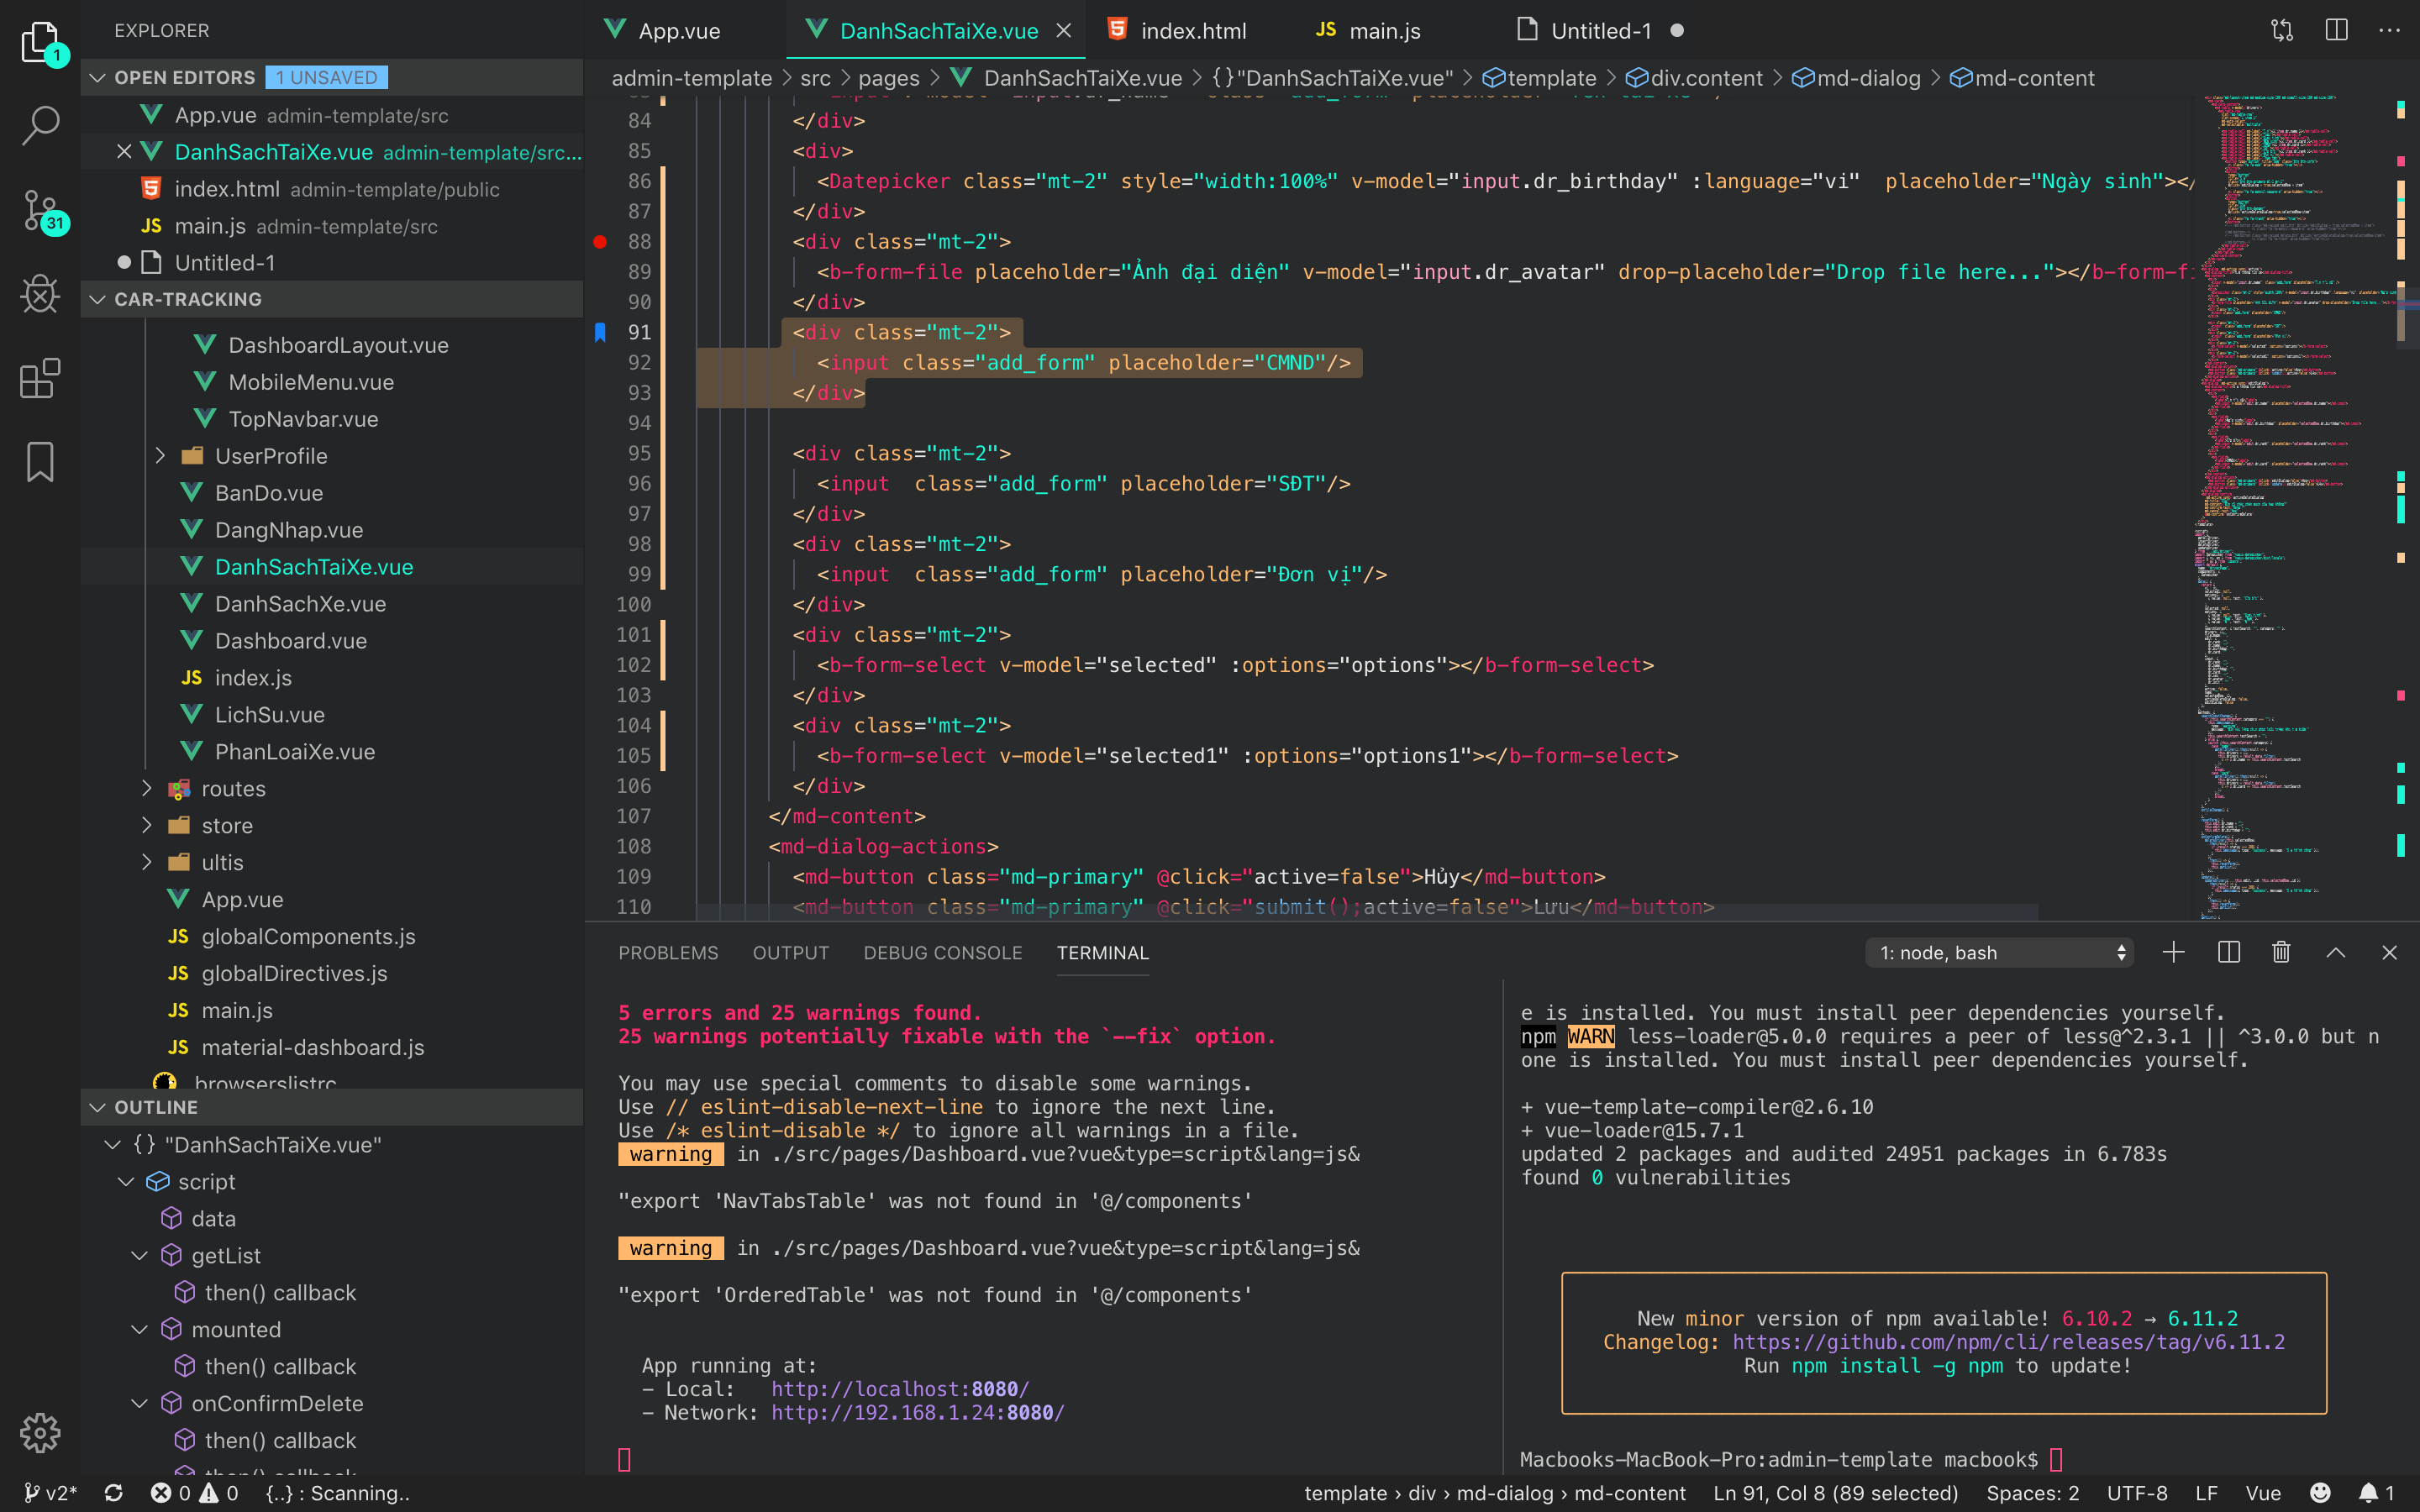 EXPLORER
OPEN EDITORS 1 UNSAVED
App.vue admin-template/src
DanhSachTaiXe.vue admin-template/src...
index.html admin-template/public
main.js admin-template/src
Untitled-1
CAR-TRACKING
DashboardLayout.vue
MobileMenu.vue
TopNavbar.vue
UserProfile
BanDo.vue
DangNhap.vue
DanhSachTaiXe.vue
DanhSachXe.vue
Dashboard.vue
JS index.js
LichSu.vue
PhanLoaiXe.vue
routes
store
ultis
App.vue
JS globalComponents.js
JS globalDirectives.js
JS main.js
JS material-dashboard.js
browserslistrc
OUTLINE
{} "DanhSachTaiXe.vue"
script
data
getList
then() callback
mounted
then() callback
onConfirmDelete
then() callback
then() callback
1
31
App.vue
DanhSachTaiXe.vue
index.html
JS main.js
Untitled-1
admin-template > src > pages > DanhSachTaiXe.vue > {} "DanhSachTaiXe.vue" > template > div.content > md-dialog > md-content
84 </div>
85 <div>
86 <Datepicker class="mt-2" style="width:100%" v-model="input.dr_birthday" :language="vi"  placeholder="Ngày sinh"></
87 </div>
88 <div class="mt-2">
89 <b-form-file placeholder="Ảnh đại diện" v-model="input.dr_avatar" drop-placeholder="Drop file here..."></b-form-fi
90 </div>
91 <div class="mt-2">
92 <input class="add_form" placeholder="CMND"/>
93 </div>
94
95 <div class="mt-2">
96 <input  class="add_form" placeholder="SĐT"/>
97 </div>
98 <div class="mt-2">
99 <input  class="add_form" placeholder="Đơn vị"/>
100 </div>
101 <div class="mt-2">
102 <b-form-select v-model="selected" :options="options"></b-form-select>
103 </div>
104 <div class="mt-2">
105 <b-form-select v-model="selected1" :options="options1"></b-form-select>
106 </div>
107 </md-content>
108 <md-dialog-actions>
109 <md-button class="md-primary" @click="active=false">Hủy</md-button>
110 <md-button class="md-primary" @click="submit();active=false">Lưu</md-button>
PROBLEMS OUTPUT DEBUG CONSOLE TERMINAL
1: node, bash
5 errors and 25 warnings found.
25 warnings potentially fixable with the `--fix` option.
You may use special comments to disable some warnings.
Use // eslint-disable-next-line to ignore the next line.
Use /* eslint-disable */ to ignore all warnings in a file.
warning in ./src/pages/Dashboard.vue?vue&type=script&lang=js&
"export 'NavTabsTable' was not found in '@/components'
warning in ./src/pages/Dashboard.vue?vue&type=script&lang=js&
"export 'OrderedTable' was not found in '@/components'
App running at:
- Local: http://localhost:8080/
- Network: http://192.168.1.24:8080/
e is installed. You must install peer dependencies yourself.
npm WARN less-loader@5.0.0 requires a peer of less@^2.3.1 || ^3.0.0 but n
one is installed. You must install peer dependencies yourself.
+ vue-template-compiler@2.6.10
+ vue-loader@15.7.1
updated 2 packages and audited 24951 packages in 6.783s
found 0 vulnerabilities
New minor version of npm available! 6.10.2 → 6.11.2
Changelog: https://github.com/npm/cli/releases/tag/v6.11.2
Run npm install -g npm to update!
Macbooks-MacBook-Pro:admin-template macbook$
v2* 0 0 {..} : Scanning..
template › div › md-dialog › md-content Ln 91, Col 8 (89 selected) Spaces: 2 UTF-8 LF Vue 1